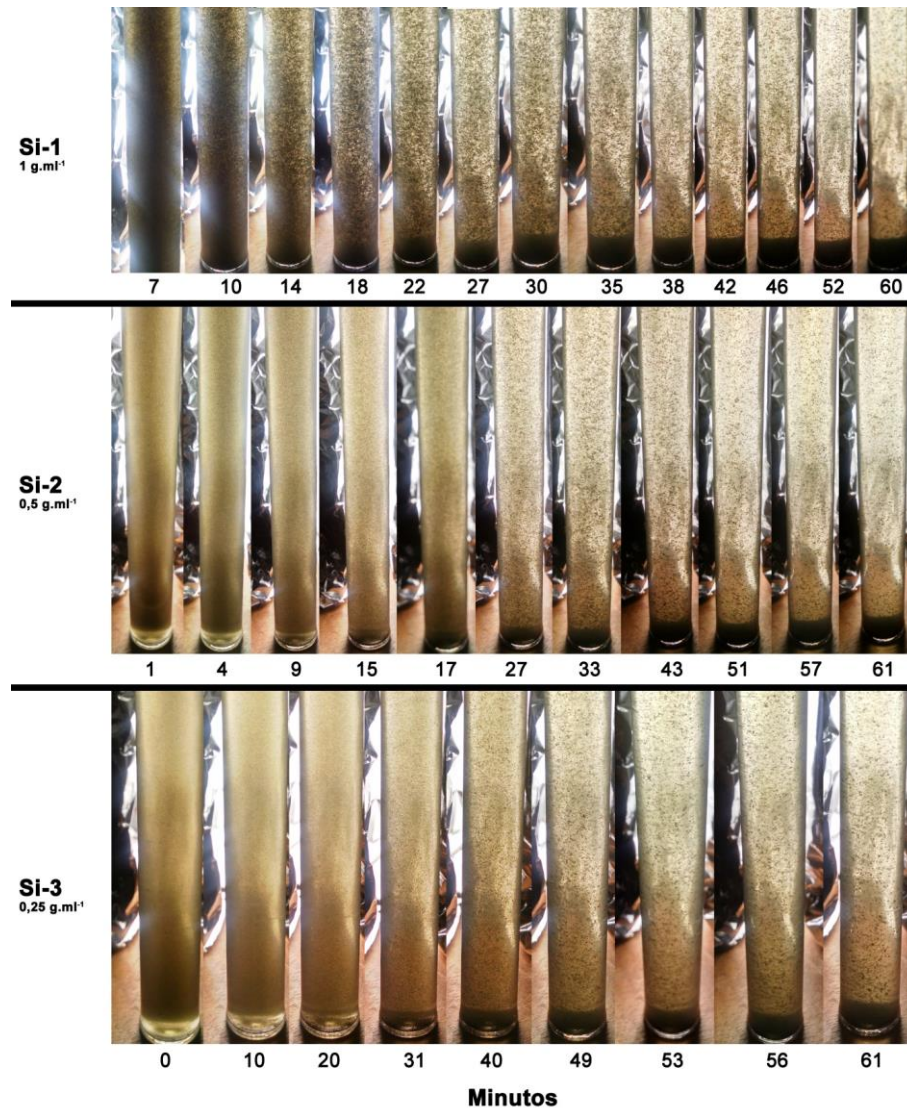 Si-1
1 g.ml⁻¹
7 10 14 18 22 27 30 35 38 42 46 52 60
Si-2
0,5 g.ml⁻¹
1 4 9 15 17 27 33 43 51 57 61
Si-3
0,25 g.ml⁻¹
0 10 20 31 40 49 53 56 61
Minutos